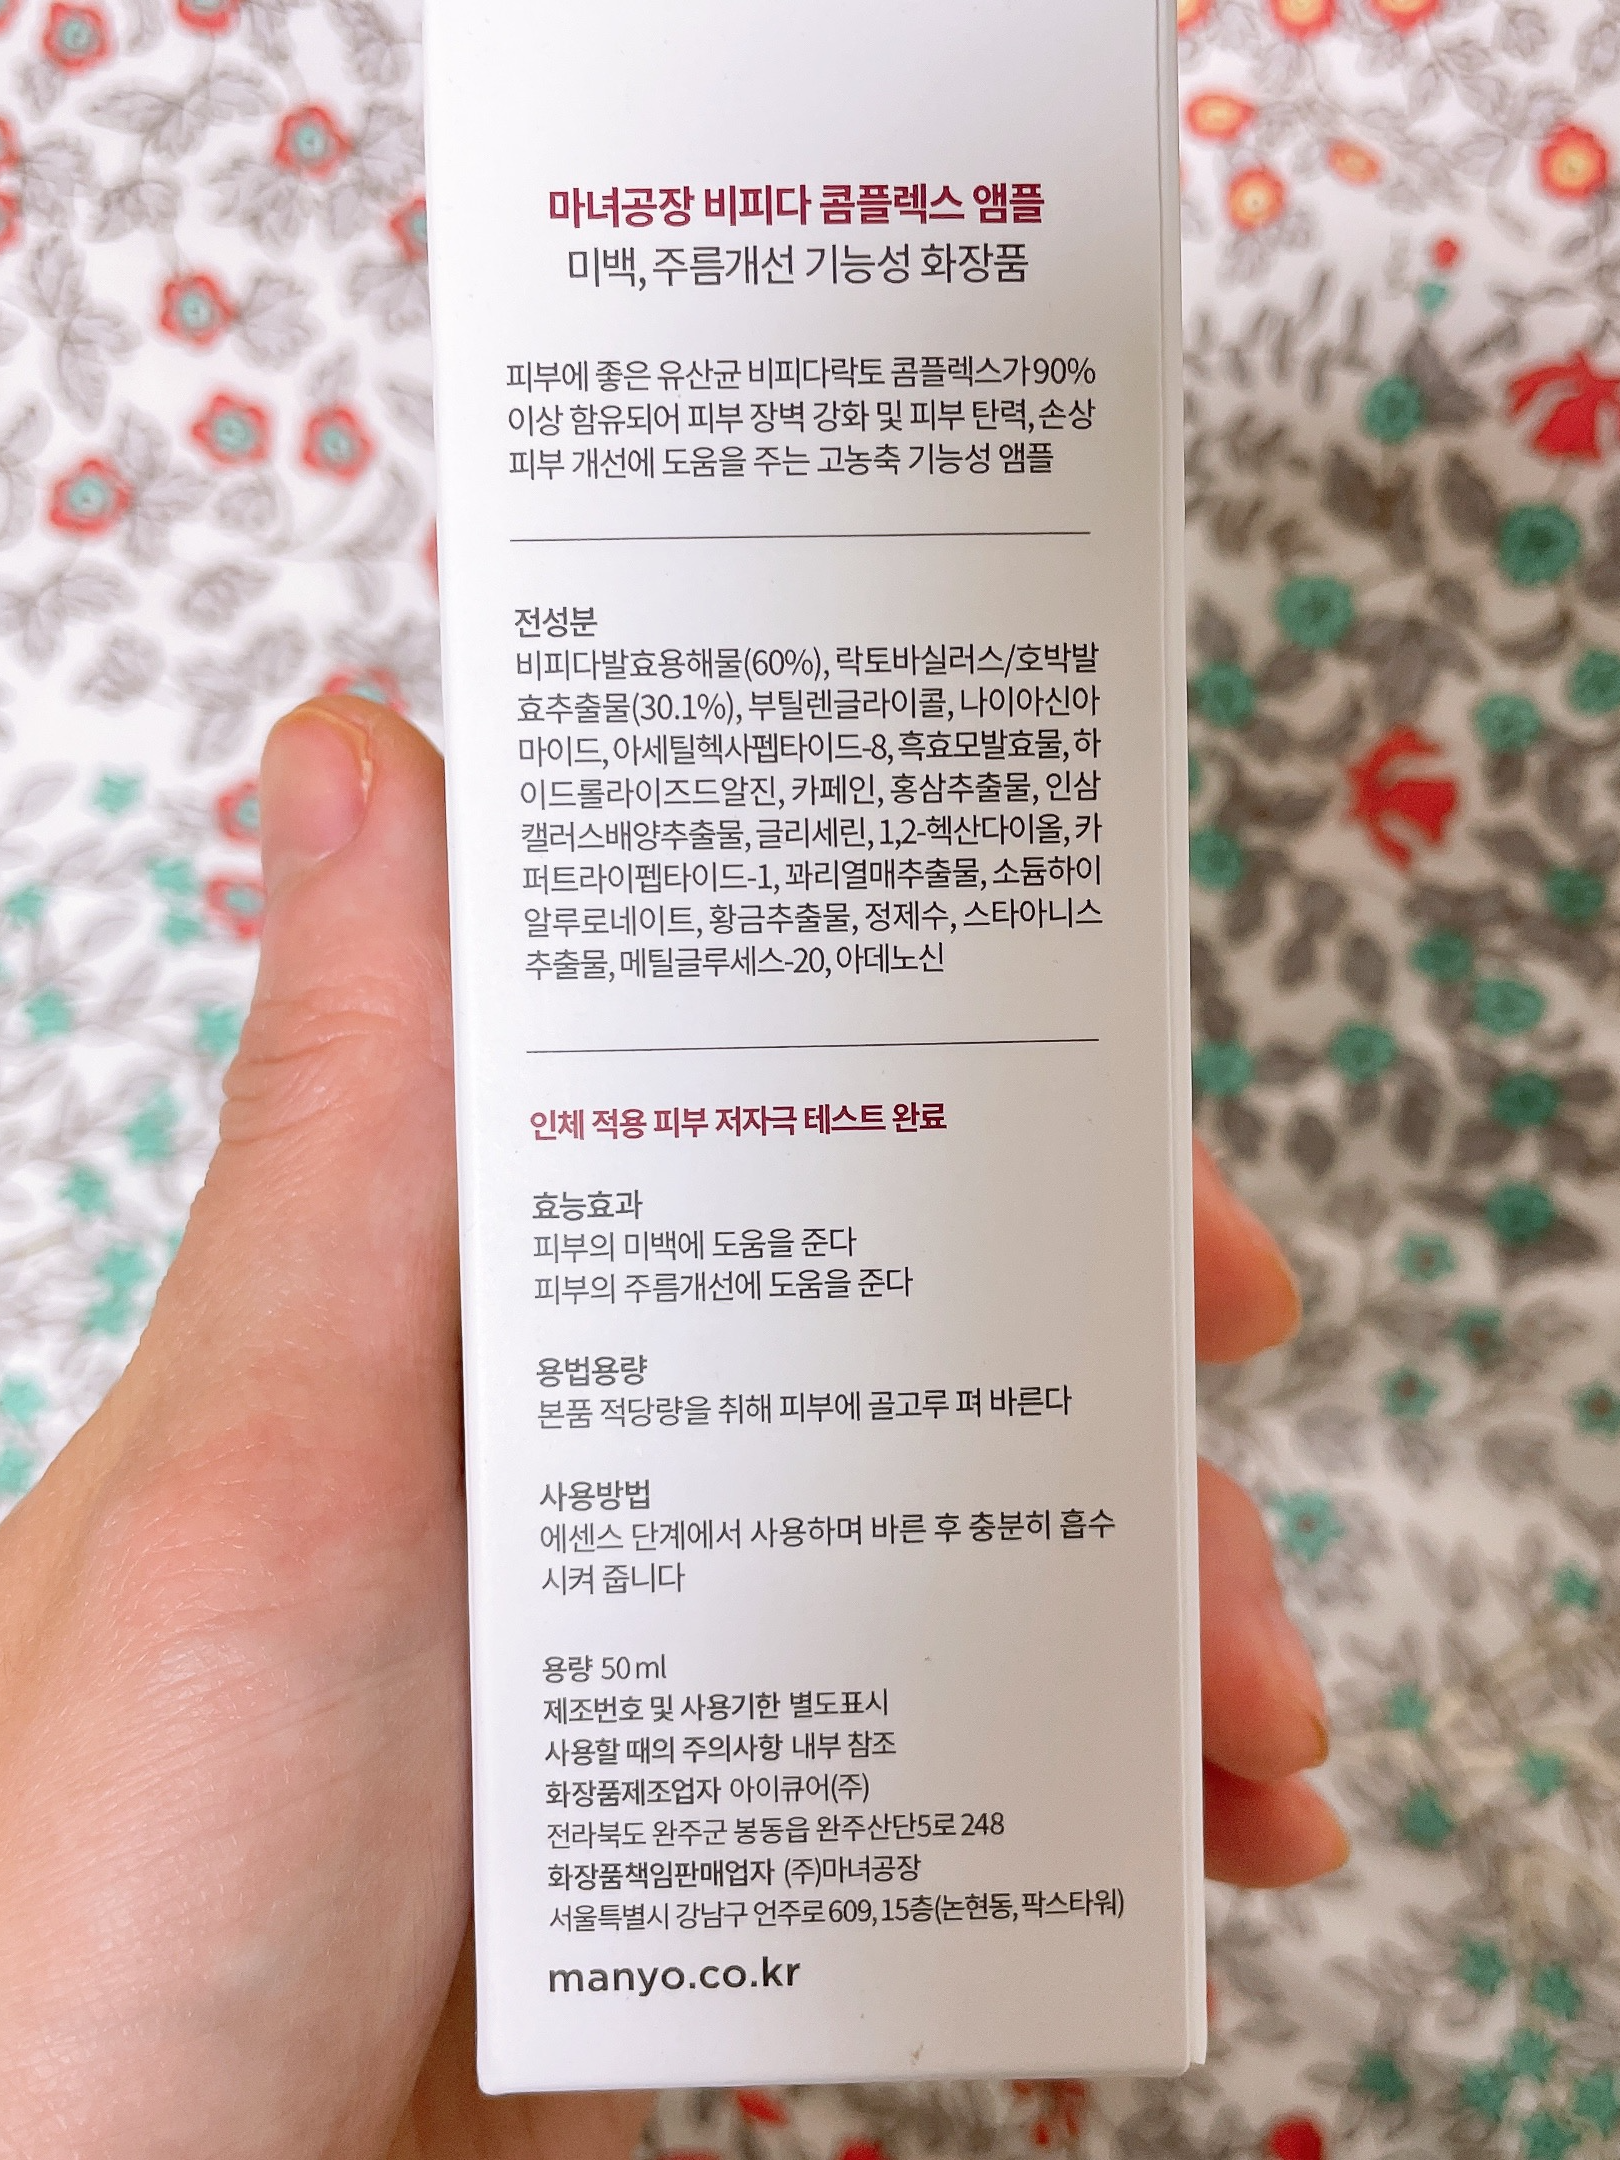 마녀공장 비피다 콤플렉스 앰플
미백, 주름개선 기능성 화장품
피부에 좋은 유산균 비피다락토 콤플렉스가 90%
이상 함유되어 피부 장벽 강화 및 피부 탄력, 손상
피부 개선에 도움을 주는 고농축 기능성 앰플
전성분
비피다발효용해물(60%), 락토바실러스/호박발
효추출물(30.1%), 부틸렌글라이콜, 나이아신아
마이드, 아세틸헥사펩타이드-8, 흑효모발효물, 하
이드롤라이즈드알진, 카페인, 홍삼추출물, 인삼
캘러스배양추출물, 글리세린, 1,2-헥산다이올, 카
퍼트라이펩타이드-1, 꽈리열매추출물, 소듐하이
알루로네이트, 황금추출물, 정제수, 스타아니스
추출물, 메틸글루세스-20, 아데노신
인체 적용 피부 저자극 테스트 완료
효능효과
피부의 미백에 도움을 준다
피부의 주름개선에 도움을 준다
용법용량
본품 적당량을 취해 피부에 골고루 펴 바른다
사용방법
에센스 단계에서 사용하며 바른 후 충분히 흡수
시켜 줍니다
용량 50ml
제조번호 및 사용기한 별도표시
사용할 때의 주의사항 내부 참조
화장품제조업자 아이큐어(주)
전라북도 완주군 봉동읍 완주산단5로 248
화장품책임판매업자 (주)마녀공장
서울특별시 강남구 언주로 609, 15층(논현동, 팍스타워)
manyo.co.kr